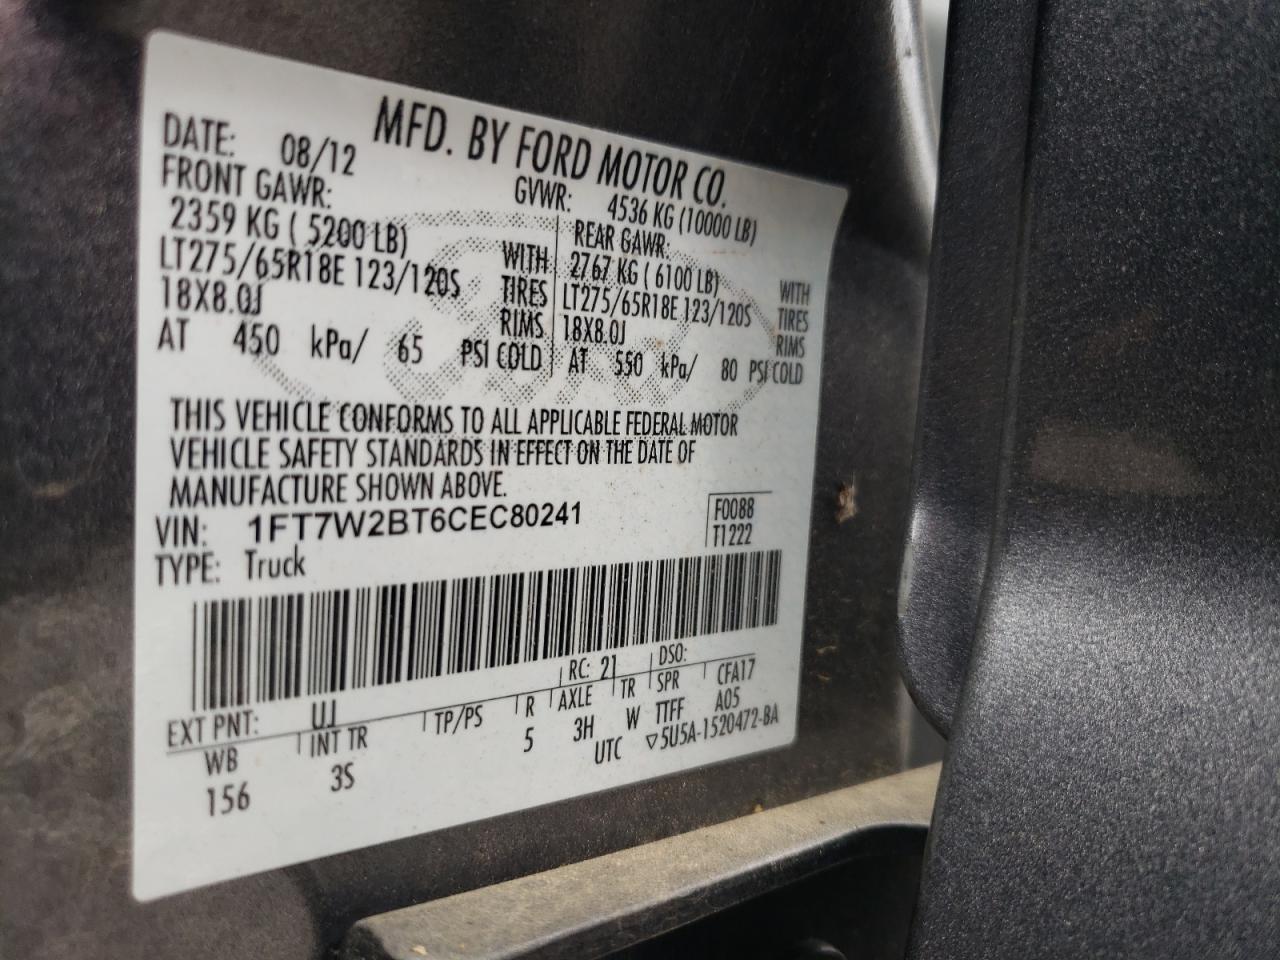 MFD. BY FORD MOTOR CO.
DATE: 08/12 GVWR: 4536 KG (10000 LB)
FRONT GAWR: REAR GAWR:
2359 KG ( 5200 LB) WITH 2767 KG ( 6100 LB) WITH
LT275/65R18E 123/120S TIRES LT275/65R18E 123/120S TIRES
18X8.0J RIMS 18X8.0J RIMS
AT 450 kPa/ 65 PSI COLD AT 550 kPa/ 80 PSI COLD
THIS VEHICLE CONFORMS TO ALL APPLICABLE FEDERAL MOTOR
VEHICLE SAFETY STANDARDS IN EFFECT ON THE DATE OF
MANUFACTURE SHOWN ABOVE.
VIN: 1FT7W2BT6CEC80241 F0088
TYPE: Truck T1222
EXT PNT: UJ RC: 21 DSO:
WB INT TR TP/PS R AXLE TR SPR CFA17
156 3S 5 3H W TTFF A05
UTC ▽5U5A-1520472-BA